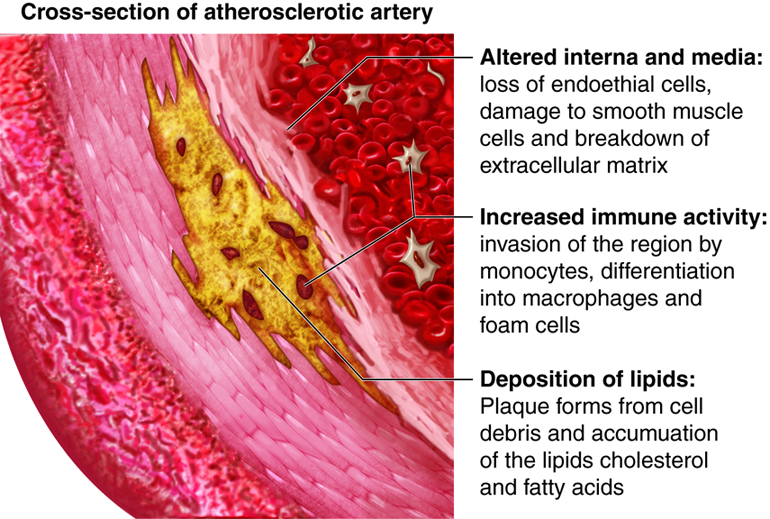 Cross-section of atherosclerotic artery
Altered interna and media:
loss of endoethial cells,
damage to smooth muscle
cells and breakdown of
extracellular matrix
Increased immune activity:
invasion of the region by
monocytes, differentiation
into macrophages and
foam cells
Deposition of lipids:
Plaque forms from cell
debris and accumuation
of the lipids cholesterol
and fatty acids